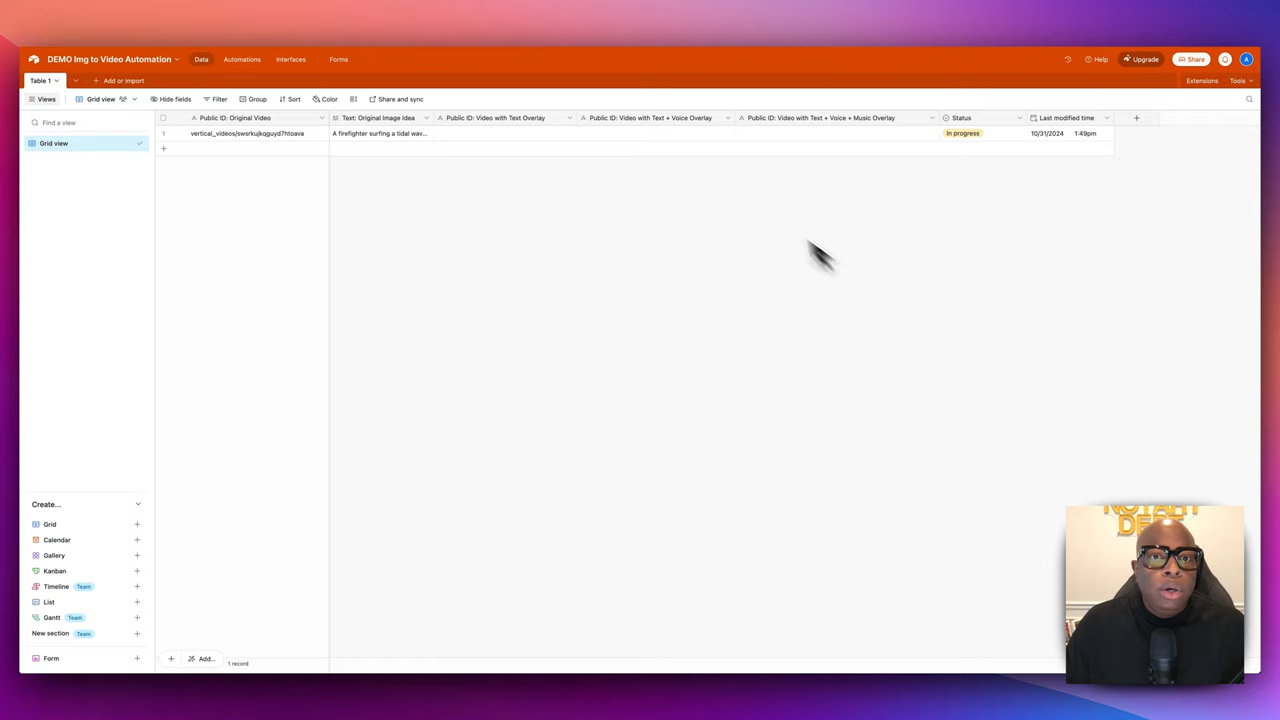 DEMO Img to Video Automation Data Automations Interfaces Forms Help Upgrade Share A
Table 1 Add or import Extensions Tools
Views Grid view Hide fields Filter Group Sort Color Share and sync
Find a view
Grid view
Public ID: Original Video Text: Original Image Idea Public ID: Video with Text Overlay Public ID: Video with Text + Voice Overlay Public ID: Video with Text + Voice + Music Overlay Status Last modified time
1 vertical_videos/swsrkujkqguyd7htoava A firefighter surfing a tidal wav... In progress 10/31/2024 1:49pm
Create...
Grid
Calendar
Gallery
Kanban
Timeline Team
List
Gantt Team
New section Team
Form
Add... 1 record
NOTARY
DEPT